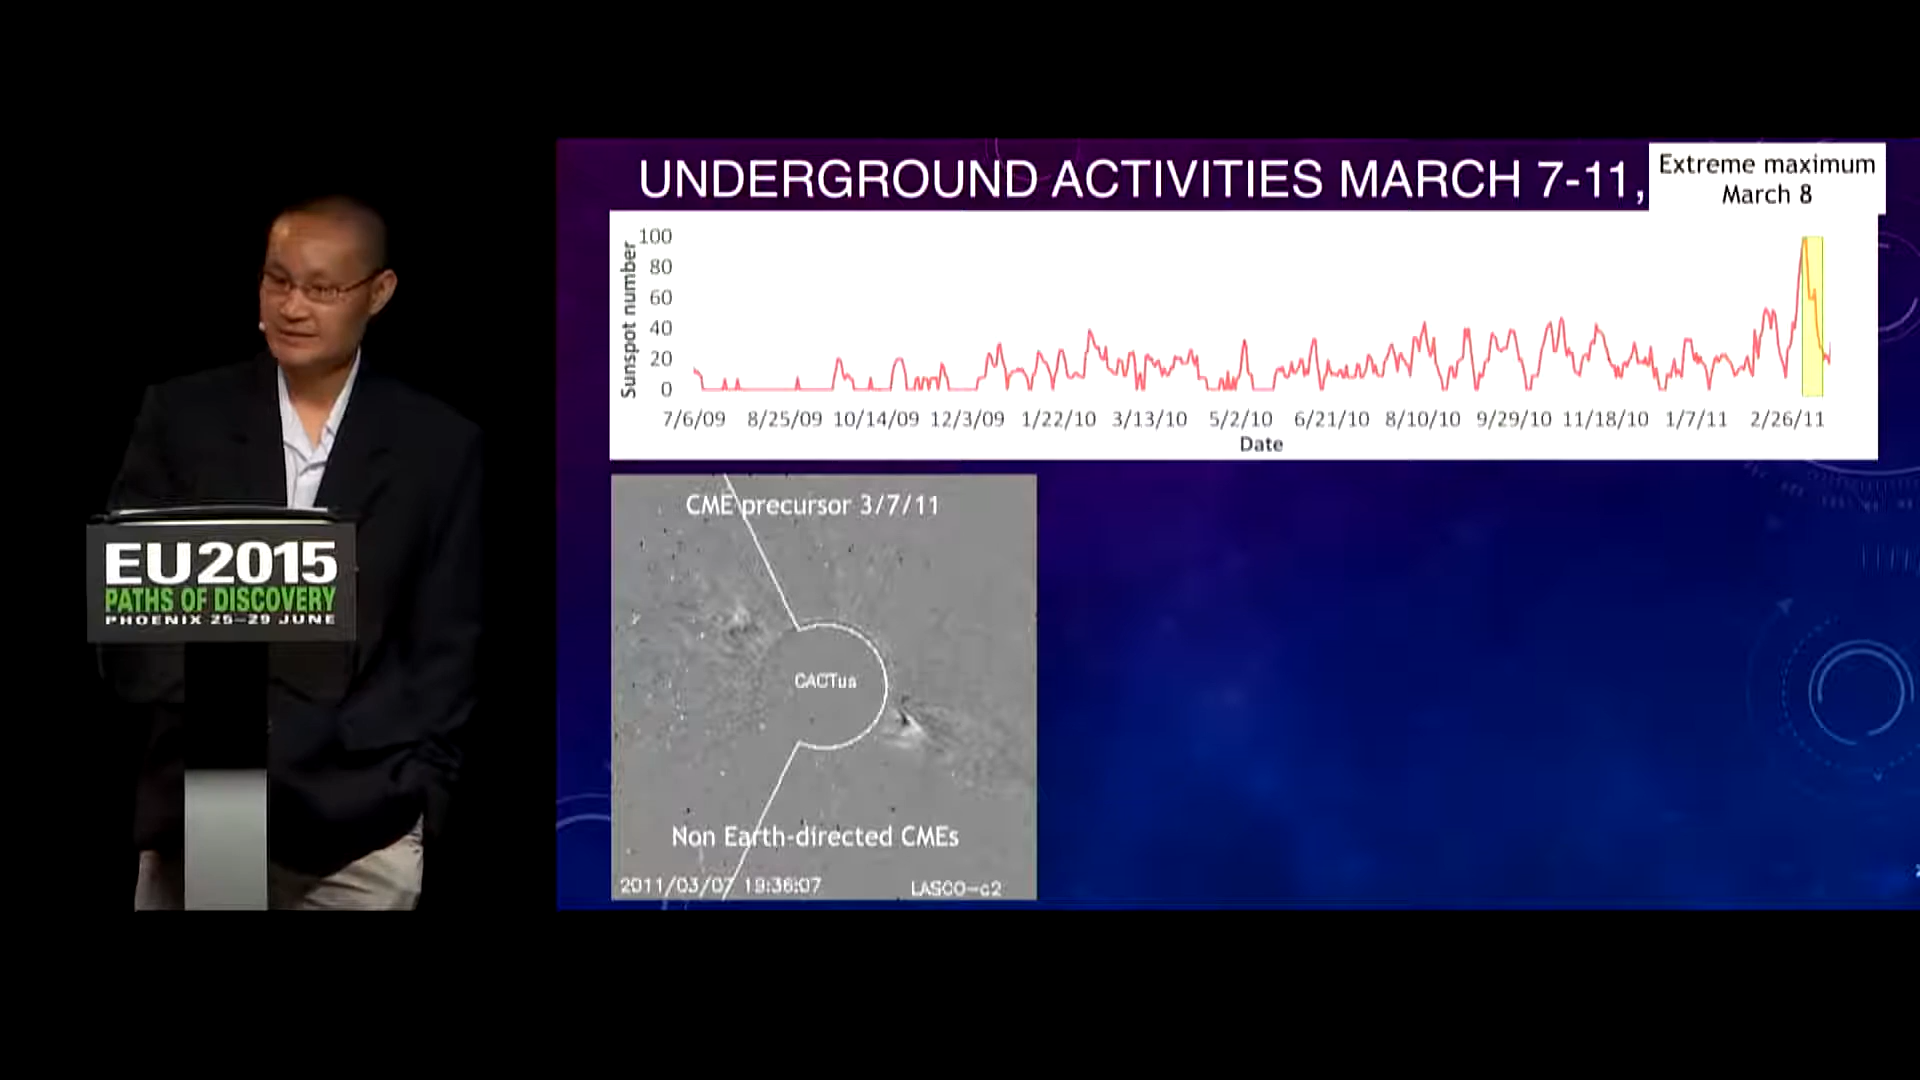 UNDERGROUND ACTIVITIES MARCH 7-11,
Extreme maximum
March 8
Sunspot number
100
80
60
40
20
0
7/6/09 8/25/09 10/14/09 12/3/09 1/22/10 3/13/10 5/2/10 6/21/10 8/10/10 9/29/10 11/18/10 1/7/11 2/26/11
Date
CME precursor 3/7/11
CACTus
Non Earth-directed CMEs
2011/03/07 19:36:07 LASCO-c2
EU2015
PATHS OF DISCOVERY
PHOENIX 25-29 JUNE